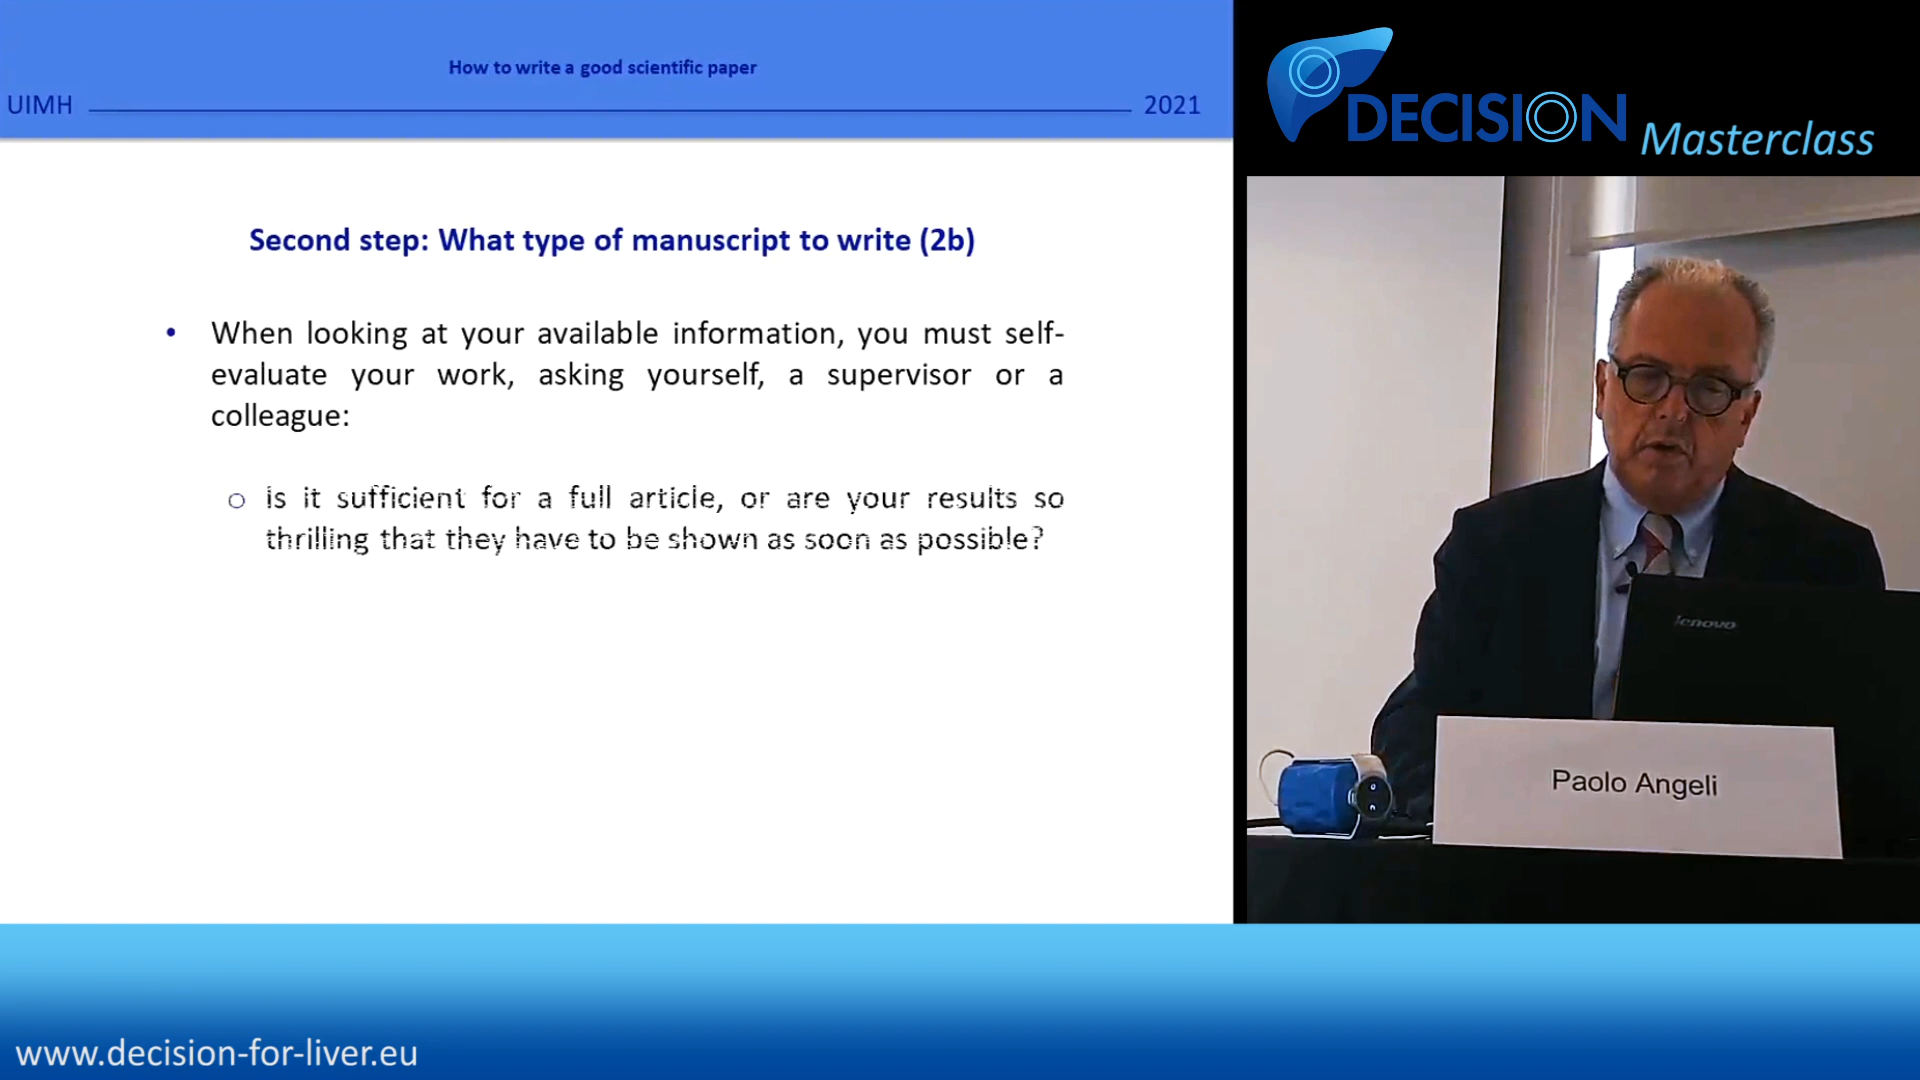 How to write a good scientific paper
UIMH 2021
Second step: What type of manuscript to write (2b)
• When looking at your available information, you must self-
evaluate your work, asking yourself, a supervisor or a
colleague:
○ is it sufficient for a full article, or are your results so
thrilling that they have to be shown as soon as possible?
DECISION Masterclass
lenovo
Paolo Angeli
www.decision-for-liver.eu